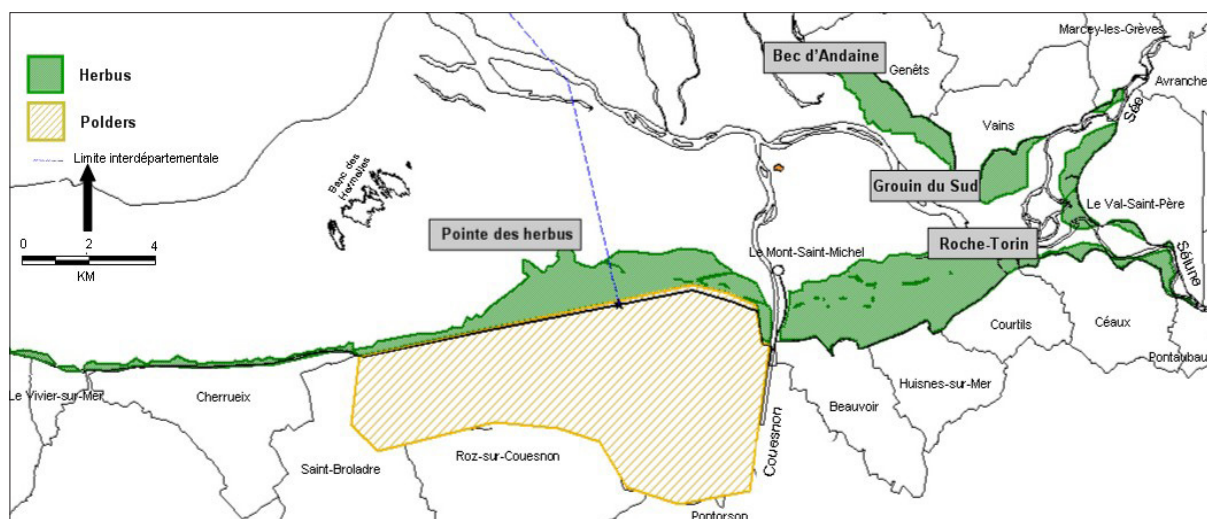 Marcey-les-Grèves
Bec d'Andaine
Genêts
Avranche
Herbus
Polders
Sée
Vains
Limite interdépartementale
Banc des
Hermelles
Grouin du Sud
Le Val-Saint-Père
0 2 4
KM
Pointe des herbus
Roche-Torin
Le Mont-Saint-Michel
Sélune
Courtils
Céaux
Pontaubau
Le Vivier-sur-Mer
Cherrueix
Huisnes-sur-Mer
Beauvoir
Couesnon
Saint-Broladre
Roz-sur-Couesnon
Pontorson